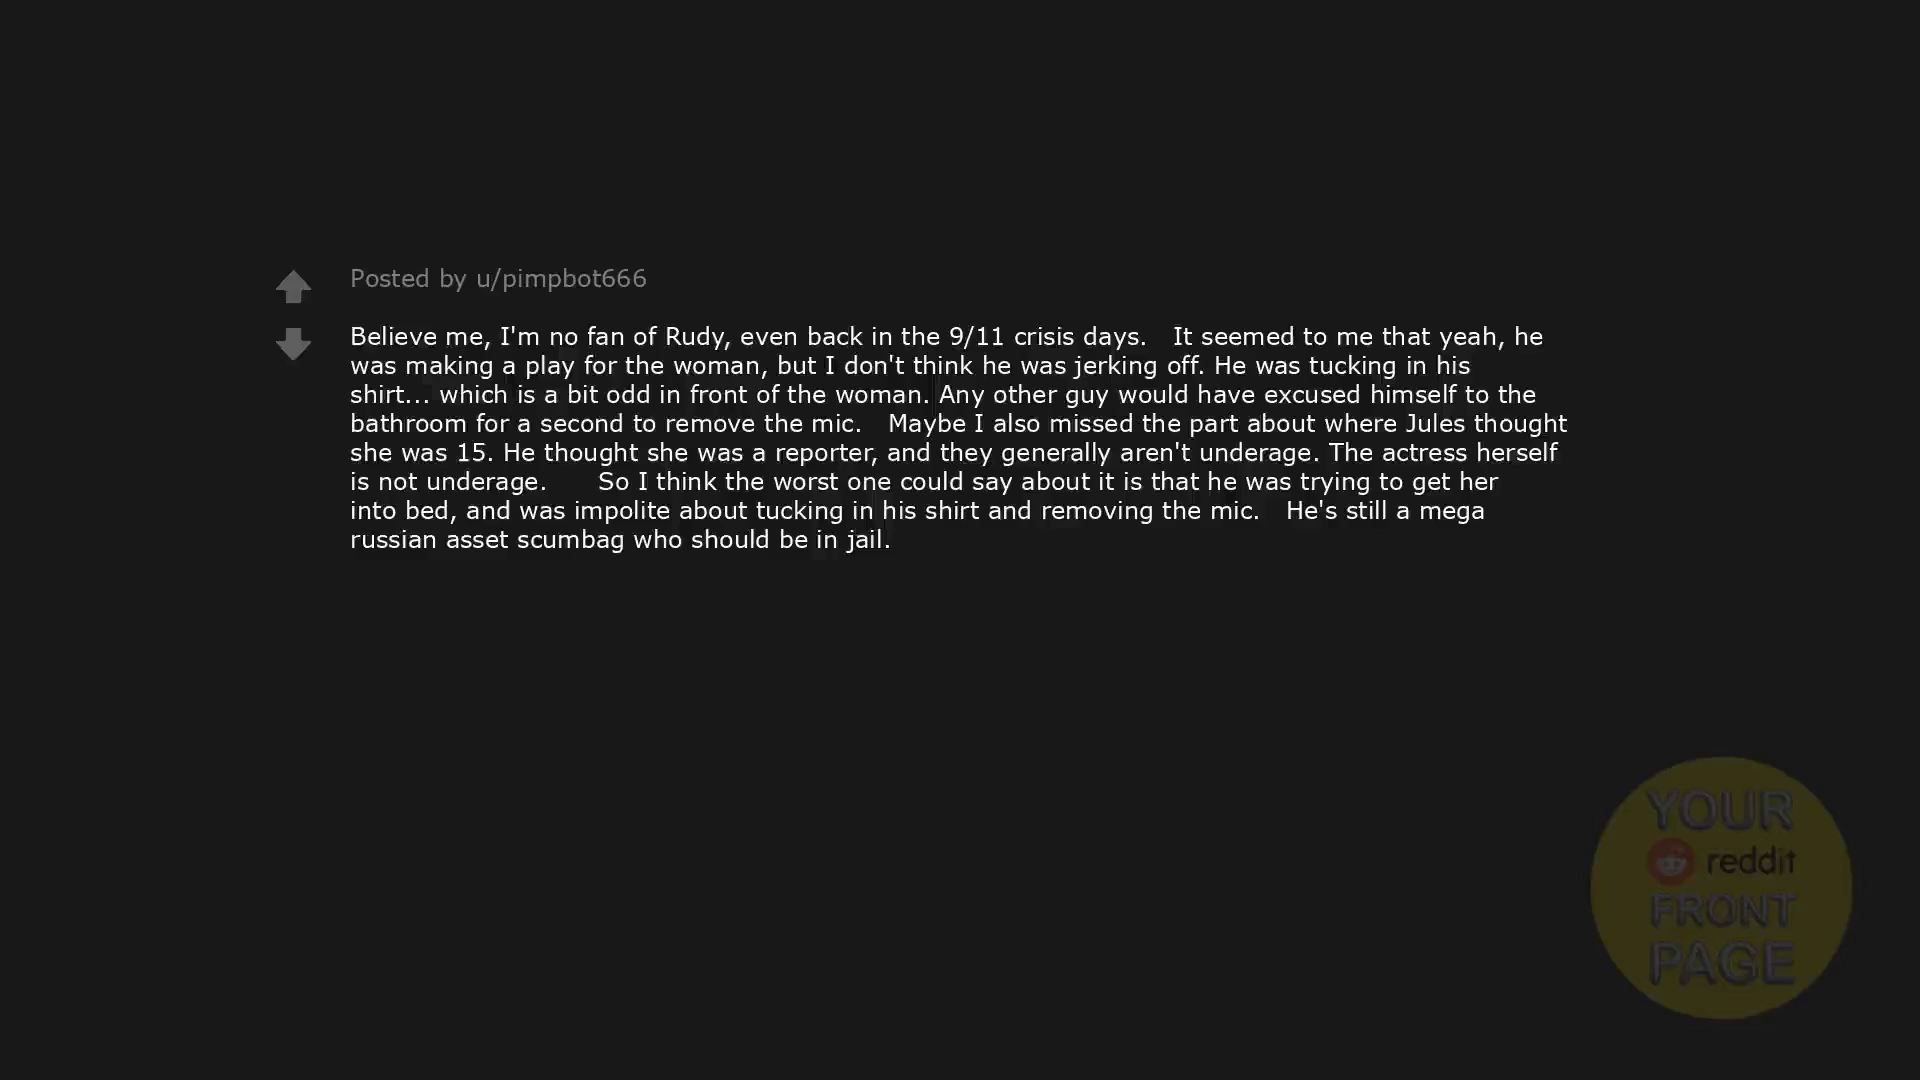 Posted by u/pimpbot666
Believe me, I'm no fan of Rudy, even back in the 9/11 crisis days.   It seemed to me that yeah, he
was making a play for the woman, but I don't think he was jerking off. He was tucking in his
shirt... which is a bit odd in front of the woman. Any other guy would have excused himself to the
bathroom for a second to remove the mic.   Maybe I also missed the part about where Jules thought
she was 15. He thought she was a reporter, and they generally aren't underage. The actress herself
is not underage.      So I think the worst one could say about it is that he was trying to get her
into bed, and was impolite about tucking in his shirt and removing the mic.   He's still a mega
russian asset scumbag who should be in jail.
YOUR
reddit
FRONT
PAGE